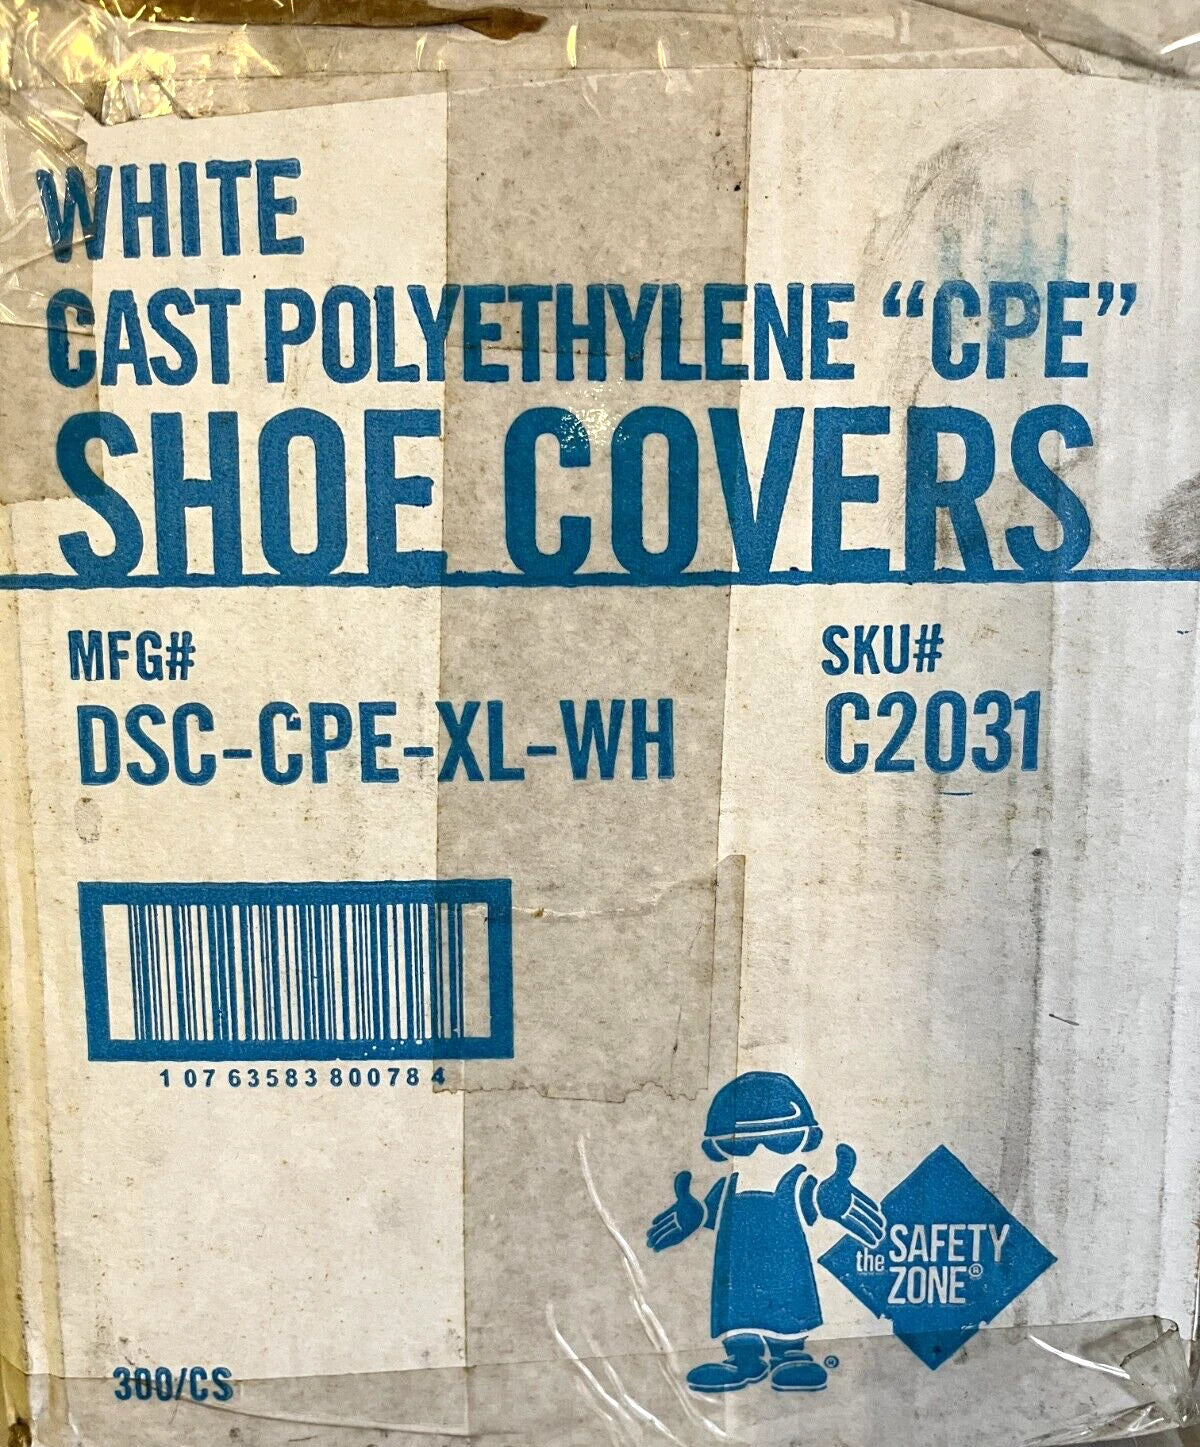 WHITE
CAST POLYETHYLENE “CPE”
SHOE COVERS
MFG#
DSC-CPE-XL-WH
SKU#
C2031
1 07 63583 80078 4
the SAFETY
ZONE®
®
300/CS